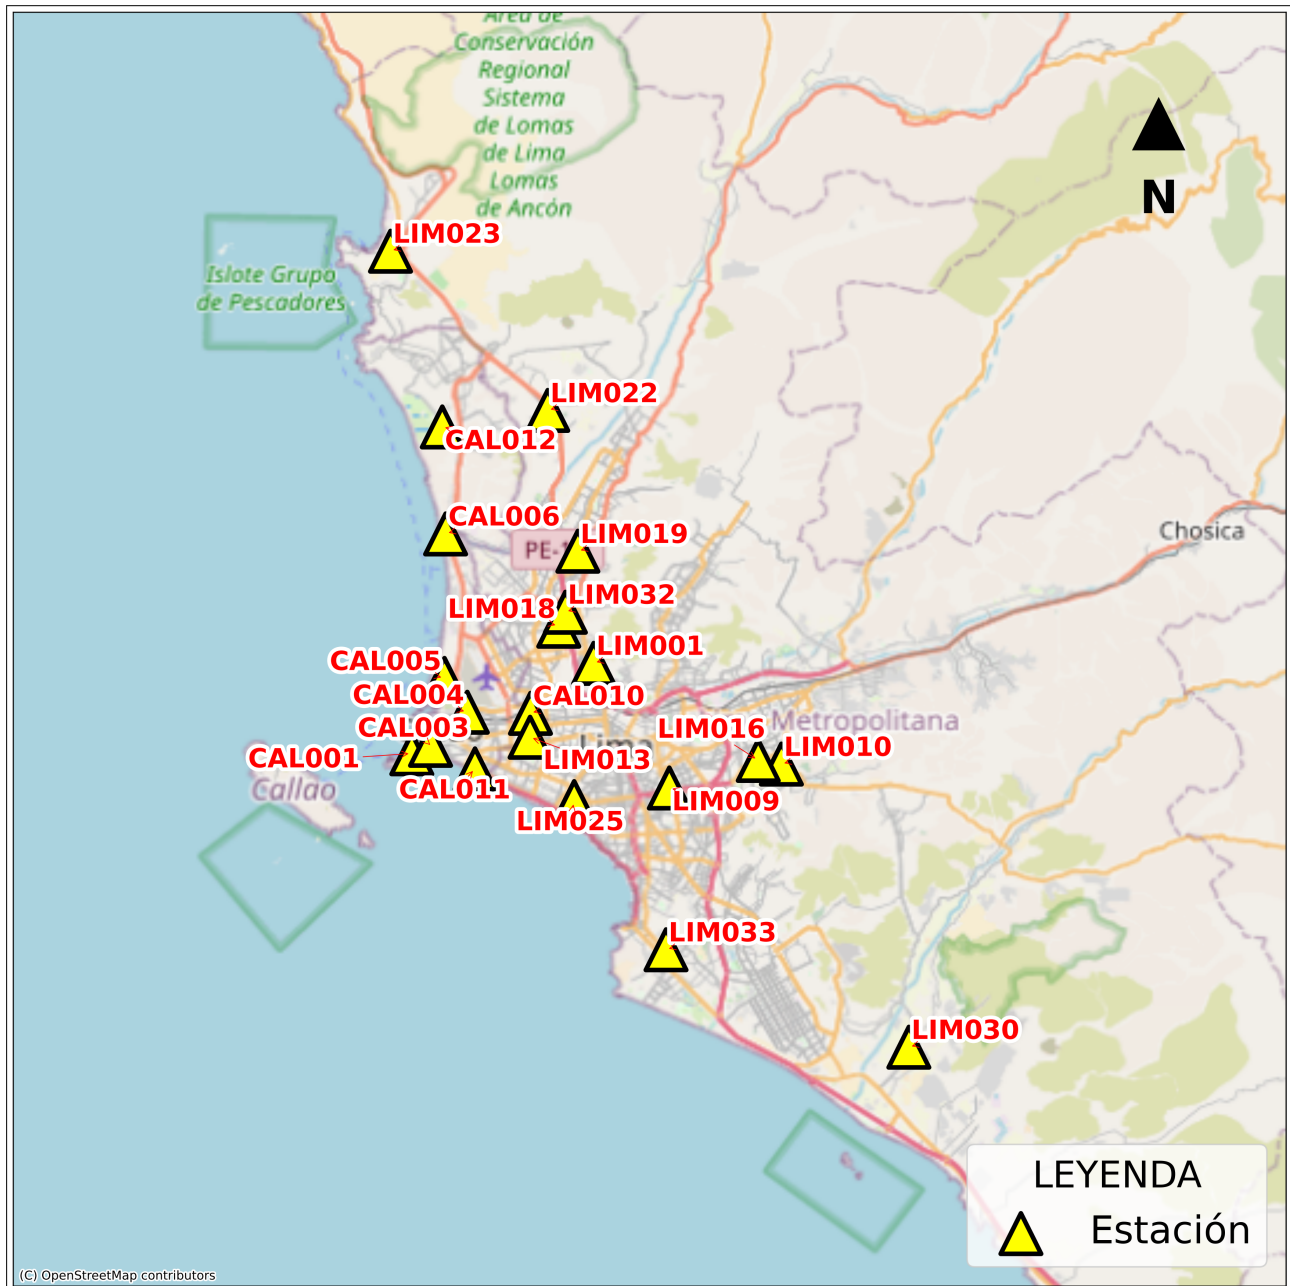 Área de
Conservación
Regional
Sistema
de Lomas
de Lima
Lomas
de Ancón
N
LIM023
Islote Grupo
de Pescadores
LIM022
CAL012
CAL006
LIM019
PE-1
Chosica
LIM032
LIM018
LIM001
CAL005
CAL004
CAL010
CAL003
LIM016
Metropolitana
Lima
LIM010
CAL001
LIM013
CAL011
Callao
LIM009
LIM025
LIM033
LIM030
LEYENDA
Estación
(C) OpenStreetMap contributors